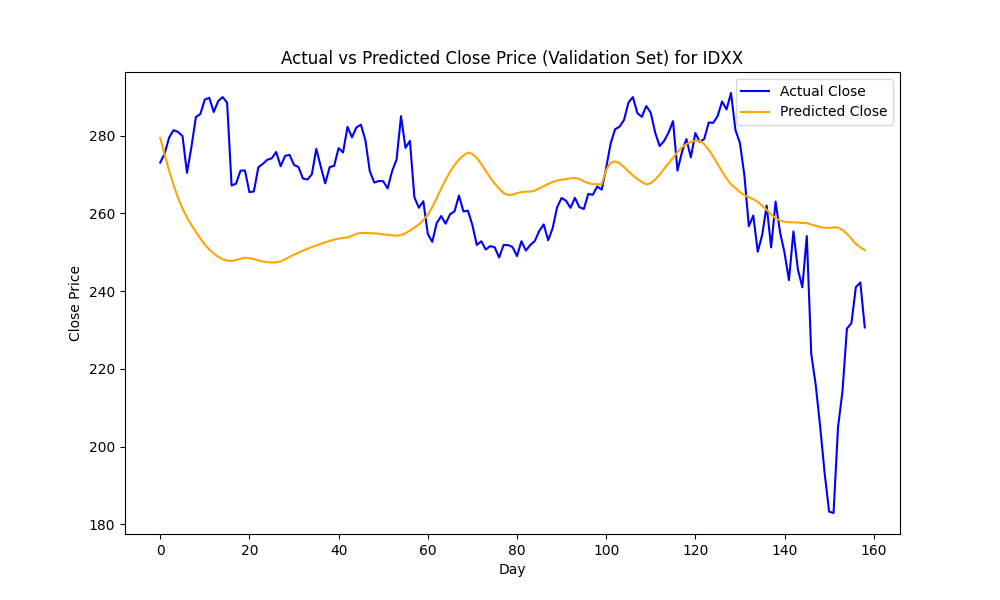 Actual vs Predicted Close Price (Validation Set) for IDXX
Actual Close
Predicted Close
Close Price
280
260
240
220
200
180
0 20 40 60 80 100 120 140 160
Day